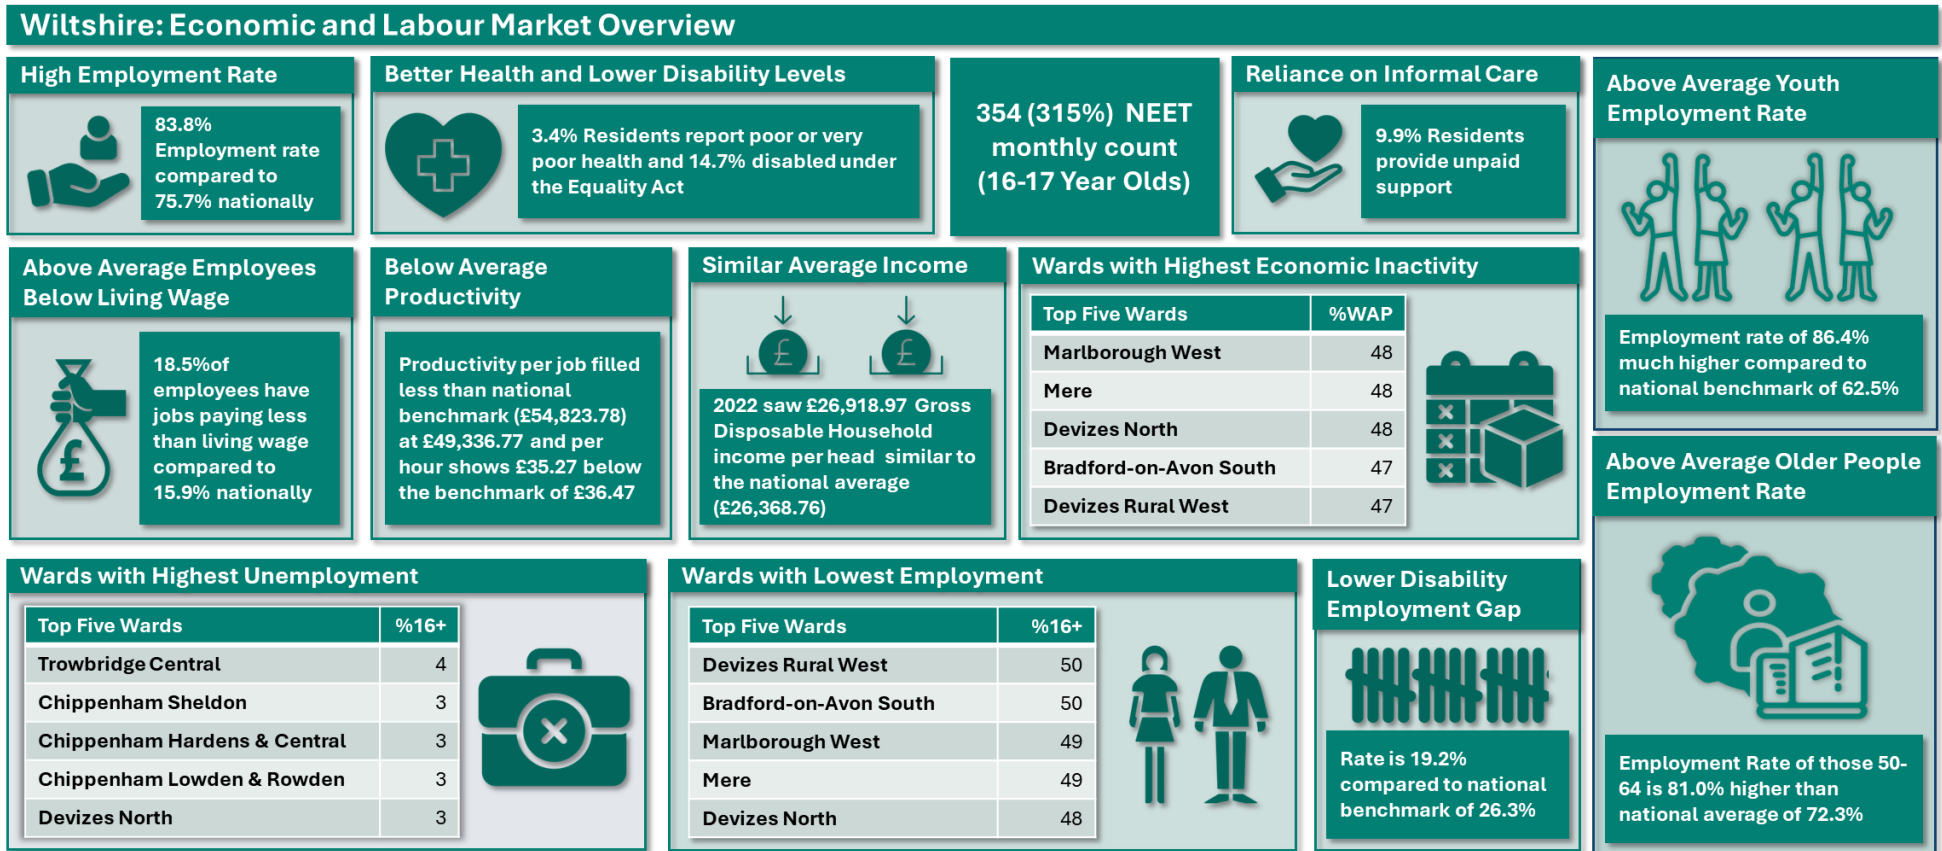 Wiltshire: Economic and Labour Market Overview
High Employment Rate
83.8%
Employment rate
compared to
75.7% nationally
Better Health and Lower Disability Levels
3.4% Residents report poor or very
poor health and 14.7% disabled under
the Equality Act
354 (315%) NEET
monthly count
(16-17 Year Olds)
Reliance on Informal Care
9.9% Residents
provide unpaid
support
Above Average Youth
Employment Rate
Employment rate of 86.4%
much higher compared to
national benchmark of 62.5%
Above Average Employees
Below Living Wage
£
18.5%of
employees have
jobs paying less
than living wage
compared to
15.9% nationally
Below Average
Productivity
Productivity per job filled
less than national
benchmark (£54,823.78)
at £49,336.77 and per
hour shows £35.27 below
the benchmark of £36.47
Similar Average Income
£ £
2022 saw £26,918.97 Gross
Disposable Household
income per head similar to
the national average
(£26,368.76)
Wards with Highest Economic Inactivity
Top Five Wards %WAP
Marlborough West 48
Mere 48
Devizes North 48
Bradford-on-Avon South 47
Devizes Rural West 47
Above Average Older People
Employment Rate
Employment Rate of those 50-
64 is 81.0% higher than
national average of 72.3%
Wards with Highest Unemployment
Top Five Wards %16+
Trowbridge Central 4
Chippenham Sheldon 3
Chippenham Hardens & Central 3
Chippenham Lowden & Rowden 3
Devizes North 3
Wards with Lowest Employment
Top Five Wards %16+
Devizes Rural West 50
Bradford-on-Avon South 50
Marlborough West 49
Mere 49
Devizes North 48
Lower Disability
Employment Gap
Rate is 19.2%
compared to national
benchmark of 26.3%